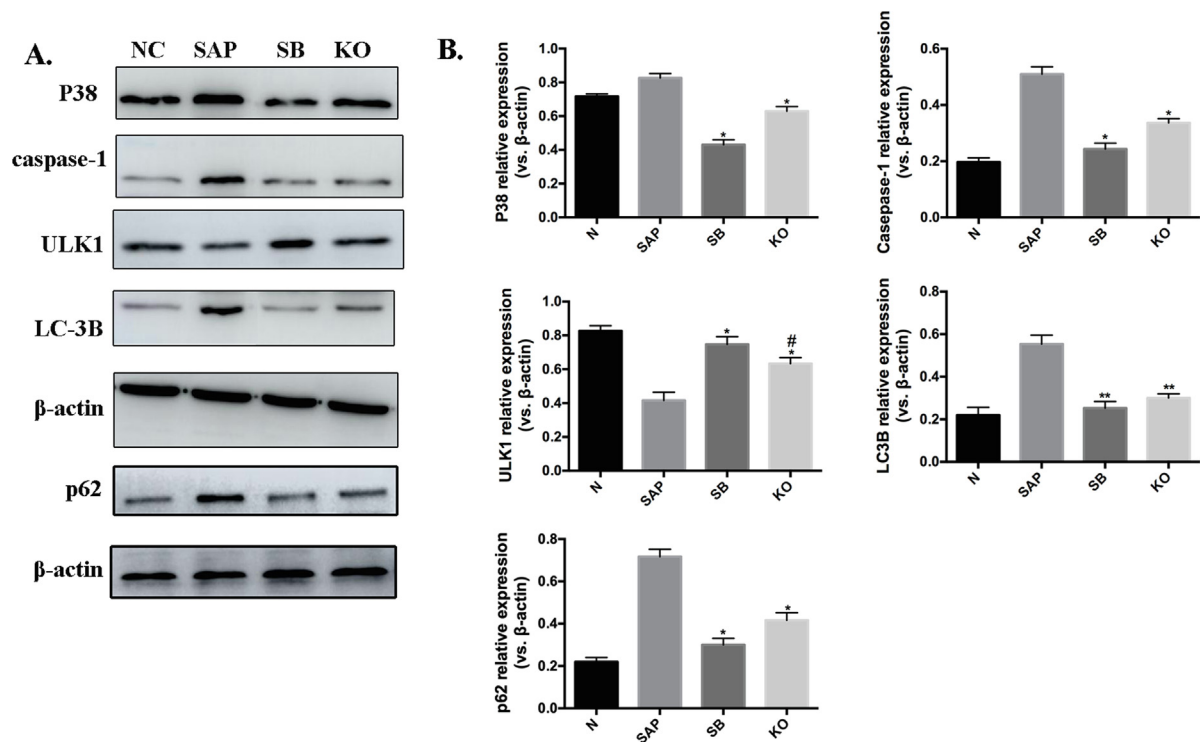 A.
NC SAP SB KO
P38
caspase-1
ULK1
LC-3B
β-actin
p62
β-actin
B.
P38 relative expression
(vs. β-actin)
1.0
0.8
0.6
0.4
0.2
0.0
*
*
N SAP SB KO
Casepase-1 relative expression
(vs. β-actin)
0.6
0.4
0.2
0.0
*
*
N SAP SB KO
ULK1 relative expression
(vs. β-actin)
1.0
0.8
0.6
0.4
0.2
0.0
*
#
*
N SAP SB KO
LC3B relative expression
(vs. β-actin)
0.8
0.6
0.4
0.2
0.0
**
**
N SAP SB KO
p62 relative expression
(vs. β-actin)
0.8
0.6
0.4
0.2
0.0
*
*
N SAP SB KO